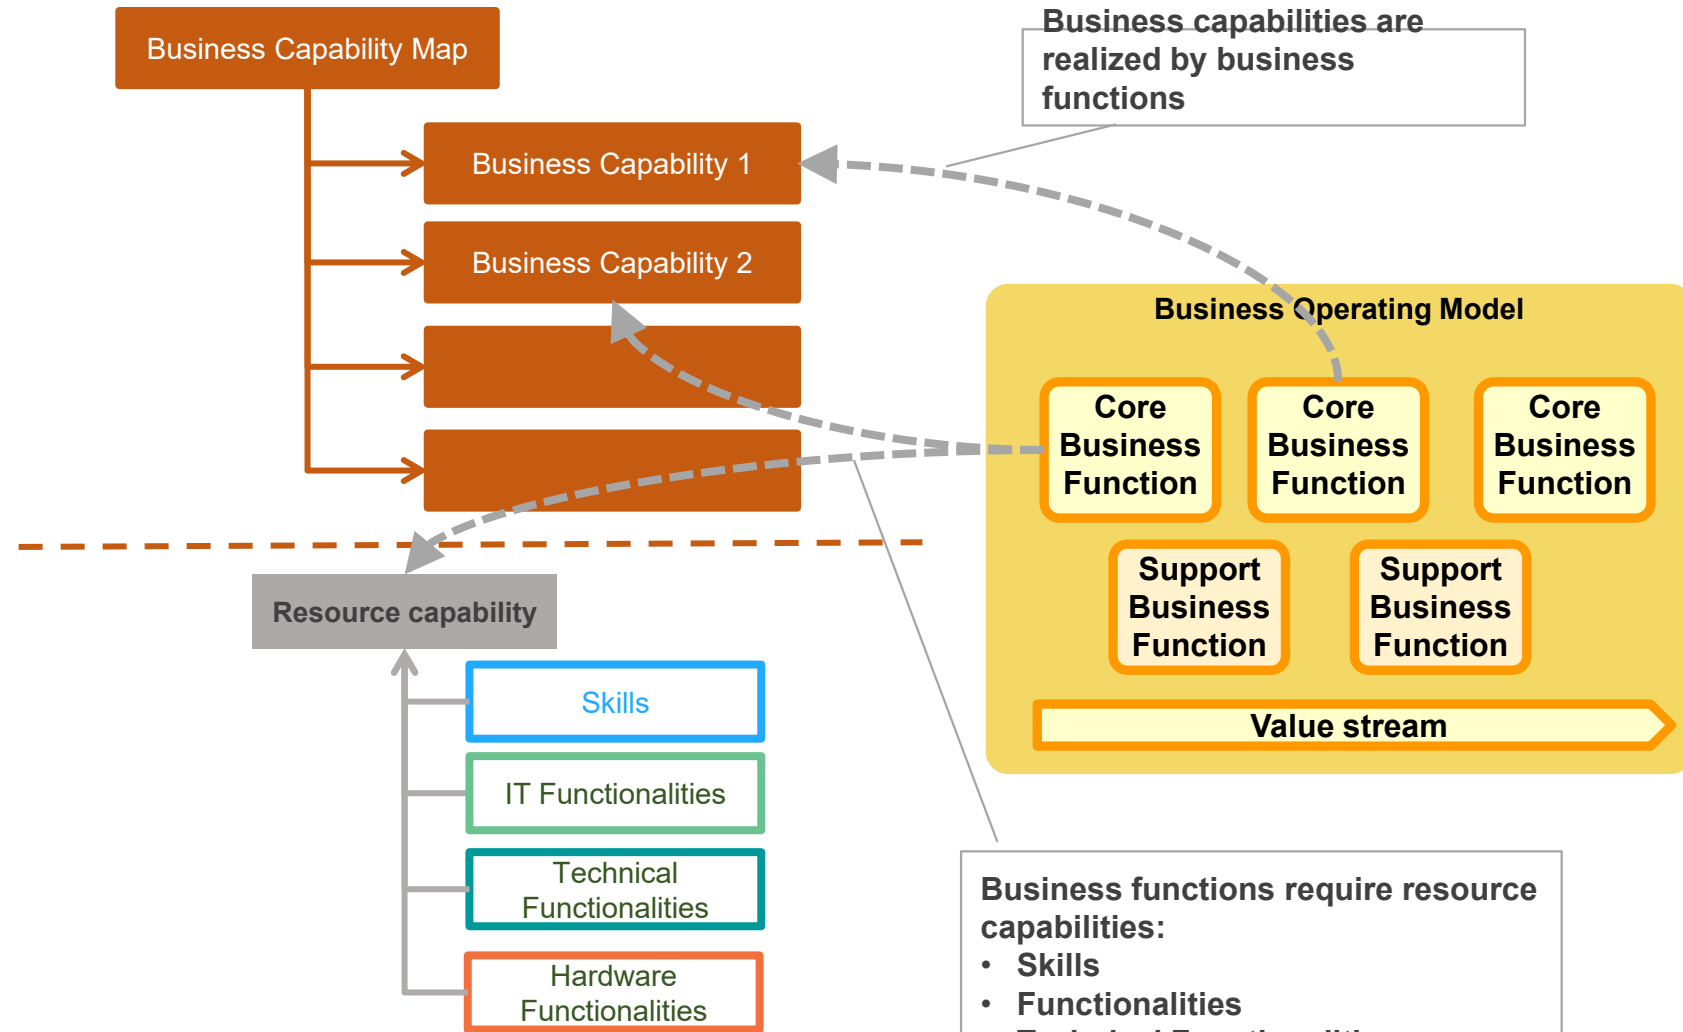 Business Capability Map
Business capabilities are
realized by business
functions
Business Capability 1
Business Capability 2
Business Operating Model
Core
Business
Function
Core
Business
Function
Core
Business
Function
Support
Business
Function
Support
Business
Function
Value stream
Resource capability
Skills
IT Functionalities
Technical
Functionalities
Hardware
Functionalities
Business functions require resource
capabilities:
• Skills
• Functionalities